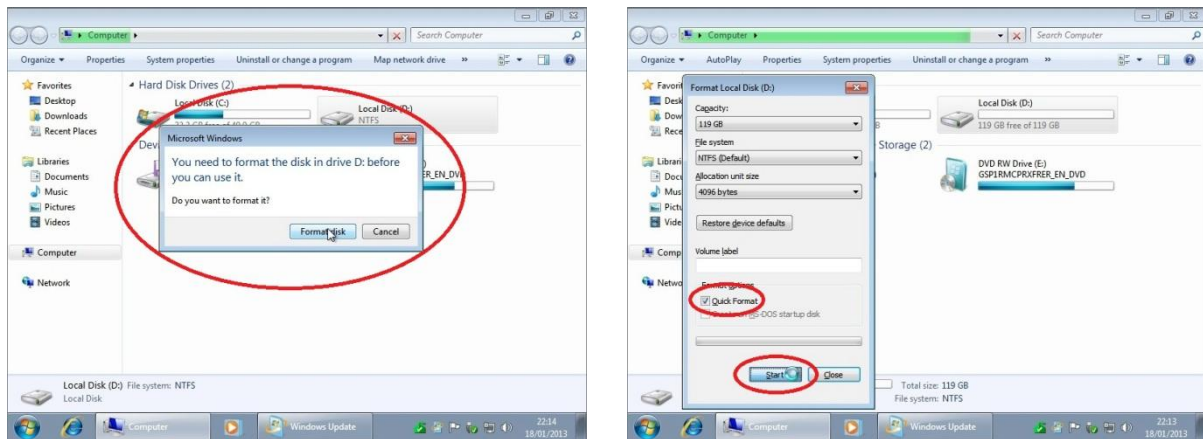 Computer
Search Computer
Organize
Properties
System properties
Uninstall or change a program
Map network drive
»
Favorites
Desktop
Downloads
Recent Places
Libraries
Documents
Music
Pictures
Videos
Computer
Network
Hard Disk Drives (2)
Local Disk (C:)
Local Disk (D:)
NTFS
Microsoft Windows
You need to format the disk in drive D: before
you can use it.
Do you want to format it?
Format disk
Cancel
Local Disk (D:) File system: NTFS
Local Disk
Computer
Windows Update
22:14
18/01/2013
Computer
Search Computer
Organize
AutoPlay
Properties
System properties
Uninstall or change a program
»
Format Local Disk (D:)
Capacity:
119 GB
File system
NTFS (Default)
Allocation unit size
4096 bytes
Restore device defaults
Volume label
Format options
Quick Format
Start
Close
Local Disk (D:)
119 GB free of 119 GB
Storage (2)
DVD RW Drive (E:)
GSP1RMCPRXFRER_EN_DVD
Total size: 119 GB
File system: NTFS
Computer
Windows Update
22:13
18/01/2013